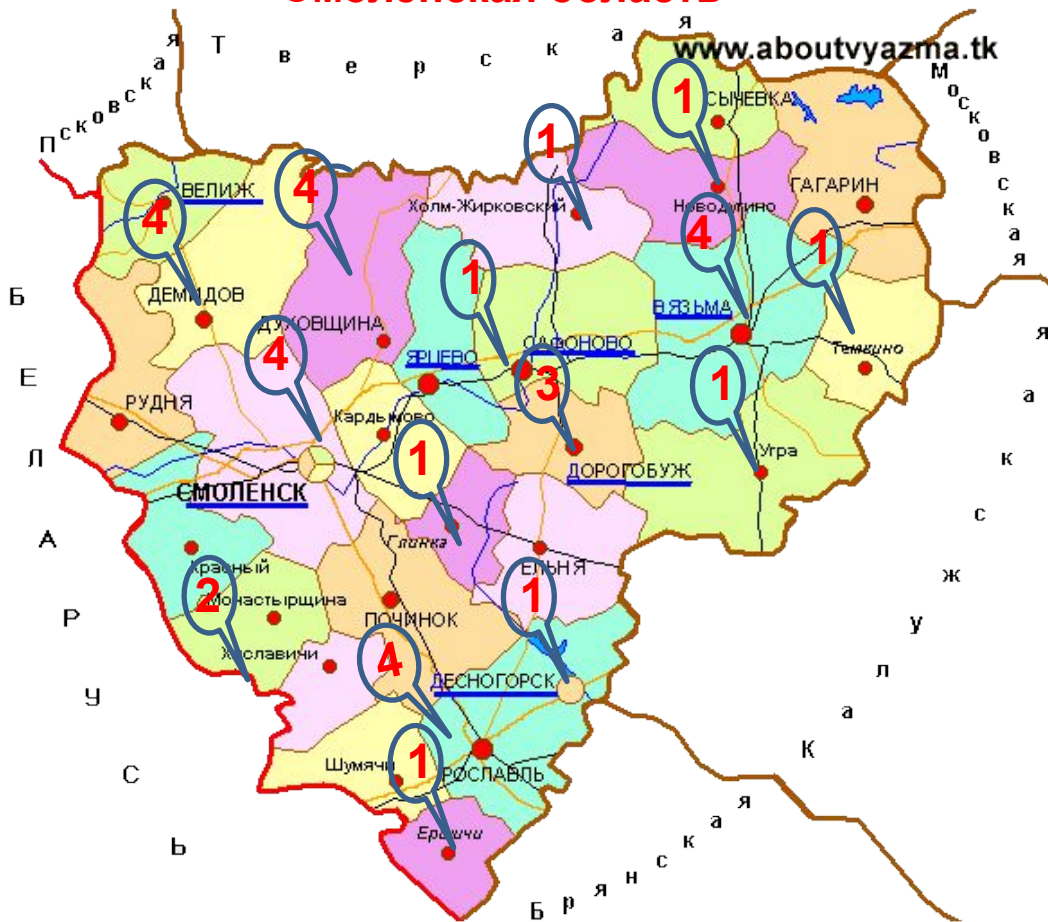 Смоленская область
www.aboutvyazma.tk
Псковская
Тверская
Московская
1
СЫЧЕВКА
1
4
ВЕЛИЖ
4
Холм-Жирковский
Новодугино
ГАГАРИН
4
1
1
ДЕМИДОВ
ВЯЗЬМА
ДУХОВЩИНА
4
ЯРЦЕВО
САФОНОВО
Темкино
3
1
РУДНЯ
Кардымово
1
ДОРОГОБУЖ
Угра
СМОЛЕНСК
Глинка
Красный
ЕЛЬНЯ
2
Монастырщина
ПОЧИНОК
1
Хиславичи
4
ДЕСНОГОРСК
Шумячи
1
РОСЛАВЛЬ
Ершичи
БЕЛАРУСЬ
Калужская
Брянская